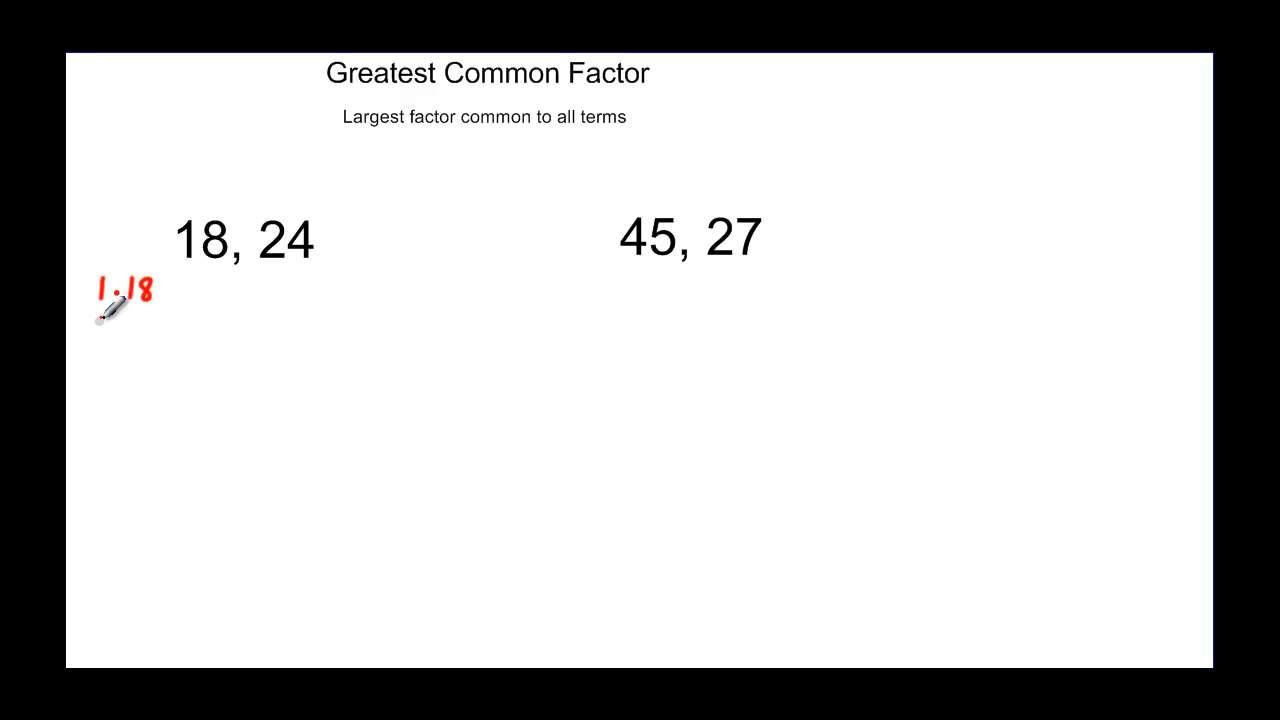 Greatest Common Factor
Largest factor common to all terms
18, 24
45, 27
1·18